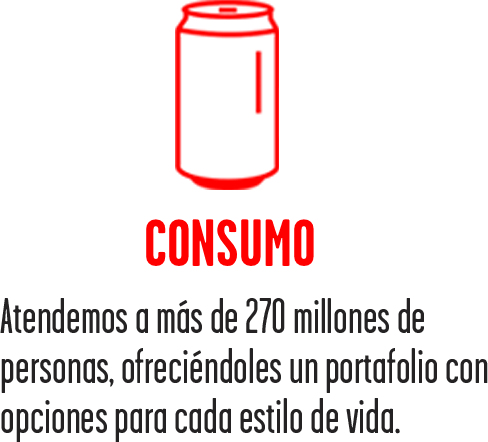 CONSUMO
Atendemos a más de 270 millones de
personas, ofreciéndoles un portafolio con
opciones para cada estilo de vida.